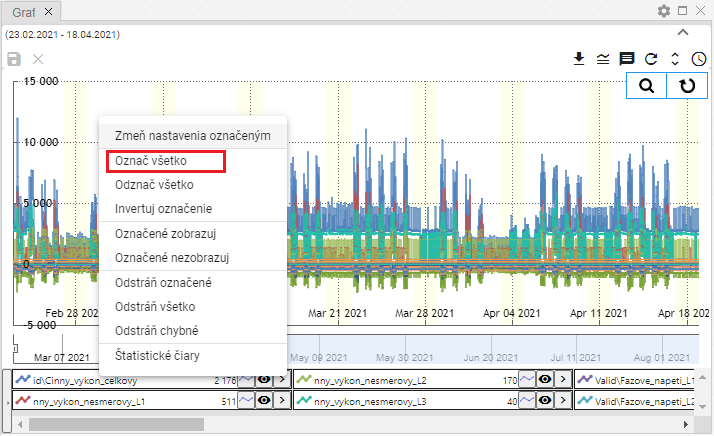 Graf
(23.02.2021 - 18.04.2021)
15 000
10 000
5 000
0
-5 000
Zmeň nastavenia označeným
Označ všetko
Odznač všetko
Invertuj označenie
Označené zobrazuj
Označené nezobrazuj
Odstráň označené
Odstráň všetko
Odstráň chybné
Štatistické čiary
Feb 28 202
Mar 21 2021
Mar 28 2021
Apr 04 2021
Apr 11 2021
Apr 18 202
Mar 07 2021
May 09 2021
May 30 2021
Jun 20 2021
Jul 11 2021
Aug 01 2021
id\Cinny_vykon_celkovy 2 176
nny_vykon_nesmerovy_L2 170
Valid\Fazove_napeti_L1
nny_vykon_nesmerovy_L1 511
nny_vykon_nesmerovy_L3 40
Valid\Fazove_napeti_L2